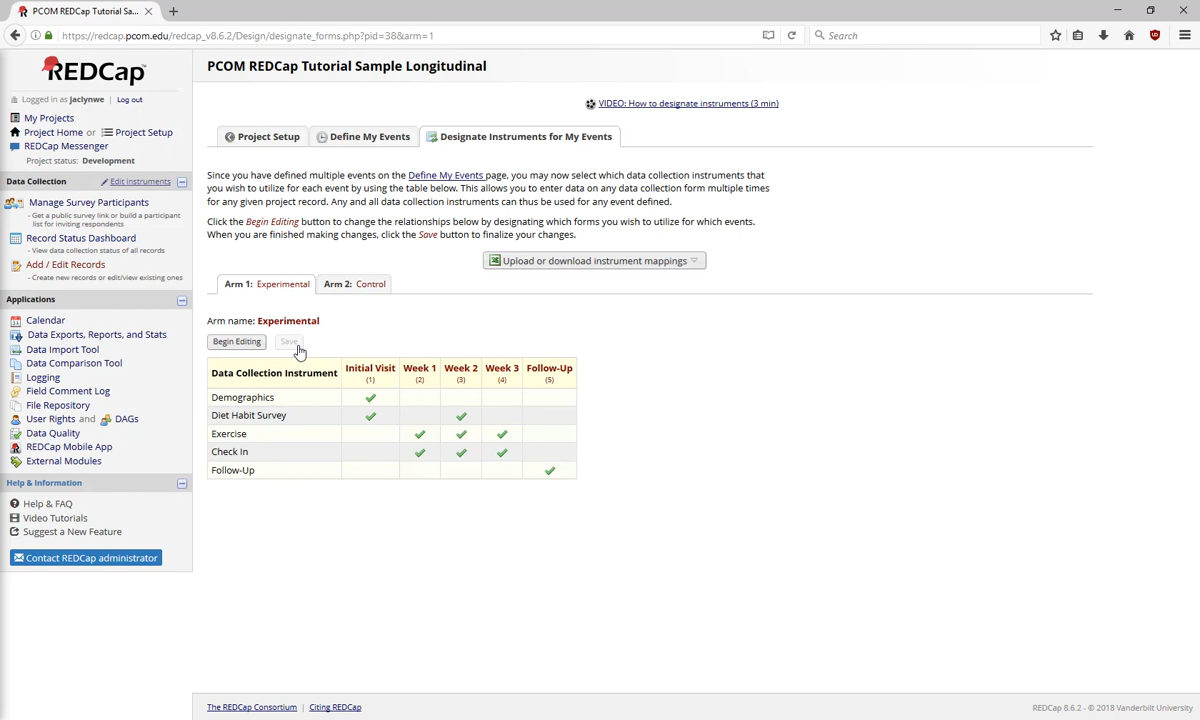 PCOM REDCap Tutorial Sa...
https://redcap.pcom.edu/redcap_v8.6.2/Design/designate_forms.php?pid=38&arm=1
Search
REDCap
Logged in as jaclynwe | Log out
My Projects
Project Home or Project Setup
REDCap Messenger
Project status: Development
Data Collection Edit instruments
Manage Survey Participants
- Get a public survey link or build a participant
list for inviting respondents
Record Status Dashboard
- View data collection status of all records
Add / Edit Records
- Create new records or edit/view existing ones
Applications
Calendar
Data Exports, Reports, and Stats
Data Import Tool
Data Comparison Tool
Logging
Field Comment Log
File Repository
User Rights and DAGs
Data Quality
REDCap Mobile App
External Modules
Help & Information
Help & FAQ
Video Tutorials
Suggest a New Feature
Contact REDCap administrator
PCOM REDCap Tutorial Sample Longitudinal
VIDEO: How to designate instruments (3 min)
Project Setup Define My Events Designate Instruments for My Events
Since you have defined multiple events on the Define My Events page, you may now select which data collection instruments that
you wish to utilize for each event by using the table below. This allows you to enter data on any data collection form multiple times
for any given project record. Any and all data collection instruments can thus be used for any event defined.
Click the Begin Editing button to change the relationships below by designating which forms you wish to utilize for which events.
When you are finished making changes, click the Save button to finalize your changes.
Upload or download instrument mappings
Arm 1: Experimental Arm 2: Control
Arm name: Experimental
Begin Editing Save
Data Collection Instrument Initial Visit (1) Week 1 (2) Week 2 (3) Week 3 (4) Follow-Up (5)
Demographics
Diet Habit Survey
Exercise
Check In
Follow-Up
The REDCap Consortium | Citing REDCap
REDCap 8.6.2 - © 2018 Vanderbilt University